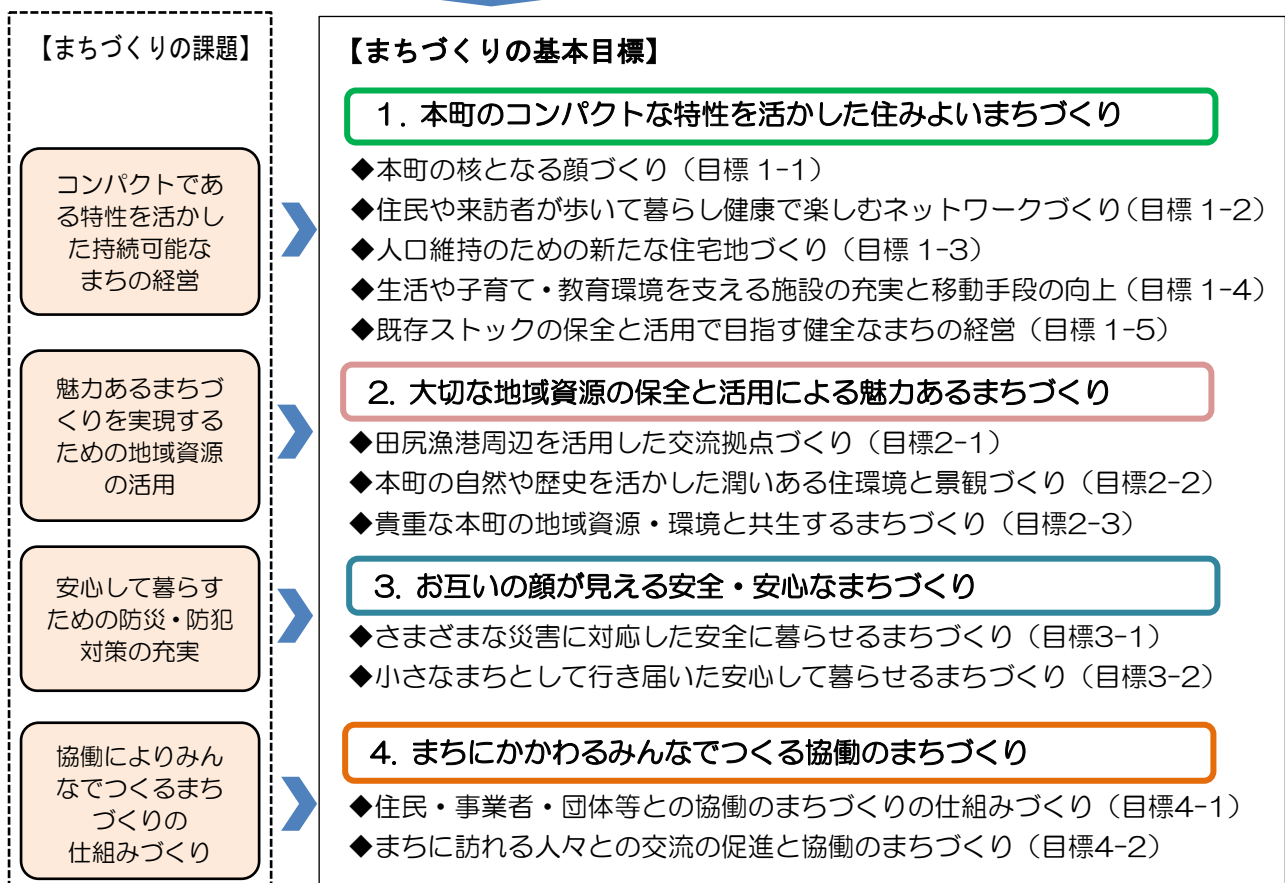 【まちづくりの課題】
コンパクトであ
る特性を活かし
た持続可能な
まちの経営
魅力あるまちづ
くりを実現する
ための地域資源
の活用
安心して暮らす
ための防災・防犯
対策の充実
協働によりみん
なでつくるまち
づくりの
仕組みづくり
【まちづくりの基本目標】
1. 本町のコンパクトな特性を活かした住みよいまちづくり
◆本町の核となる顔づくり（目標 1-1）
◆住民や来訪者が歩いて暮らし健康で楽しむネットワークづくり（目標 1-2）
◆人口維持のための新たな住宅地づくり（目標 1-3）
◆生活や子育て・教育環境を支える施設の充実と移動手段の向上（目標 1-4）
◆既存ストックの保全と活用で目指す健全なまちの経営（目標 1-5）
2. 大切な地域資源の保全と活用による魅力あるまちづくり
◆田尻漁港周辺を活用した交流拠点づくり（目標2-1）
◆本町の自然や歴史を活かした潤いある住環境と景観づくり（目標2-2）
◆貴重な本町の地域資源・環境と共生するまちづくり（目標2-3）
3. お互いの顔が見える安全・安心なまちづくり
◆さまざまな災害に対応した安全に暮らせるまちづくり（目標3-1）
◆小さなまちとして行き届いた安心して暮らせるまちづくり（目標3-2）
4. まちにかかわるみんなでつくる協働のまちづくり
◆住民・事業者・団体等との協働のまちづくりの仕組みづくり（目標4-1）
◆まちに訪れる人々との交流の促進と協働のまちづくり（目標4-2）